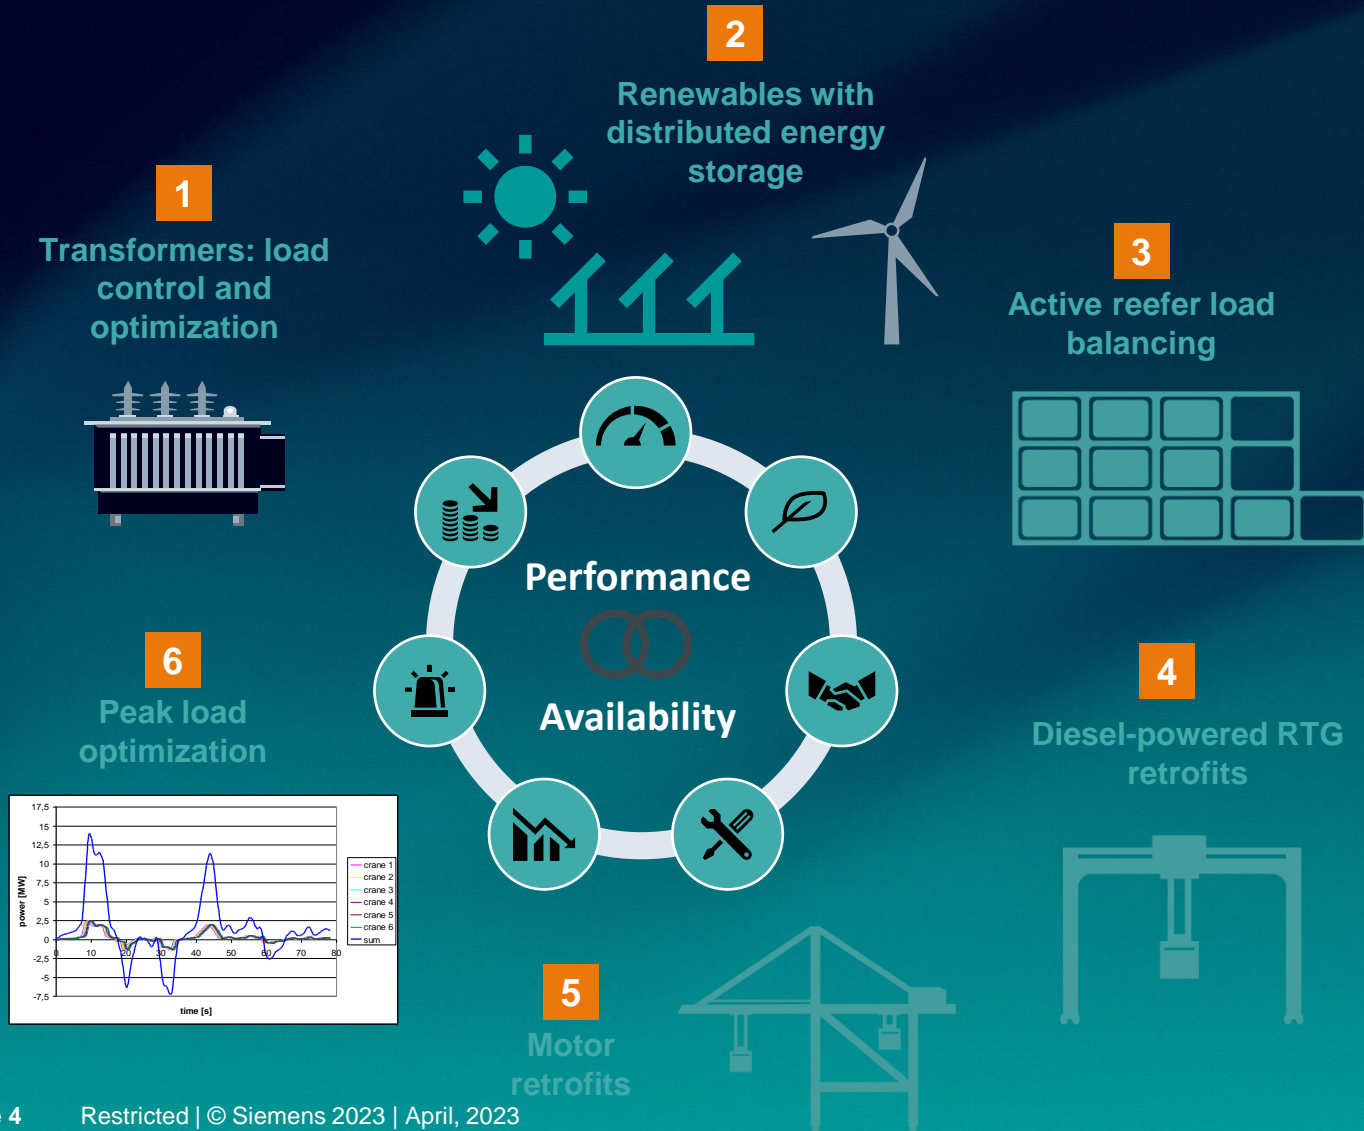 2
Renewables with
distributed energy
storage
1
Transformers: load
control and
optimization
3
Active reefer load
balancing
Performance
Availability
6
Peak load
optimization
4
Diesel-powered RTG
retrofits
17,5
15
12,5
10
7,5
5
2,5
0
-2,5
-5
-7,5
power [MW]
0 10 20 30 40 50 60 70 80
time [s]
crane 1
crane 2
crane 3
crane 4
crane 5
crane 6
sum
5
Motor
retrofits
4 Restricted | © Siemens 2023 | April, 2023